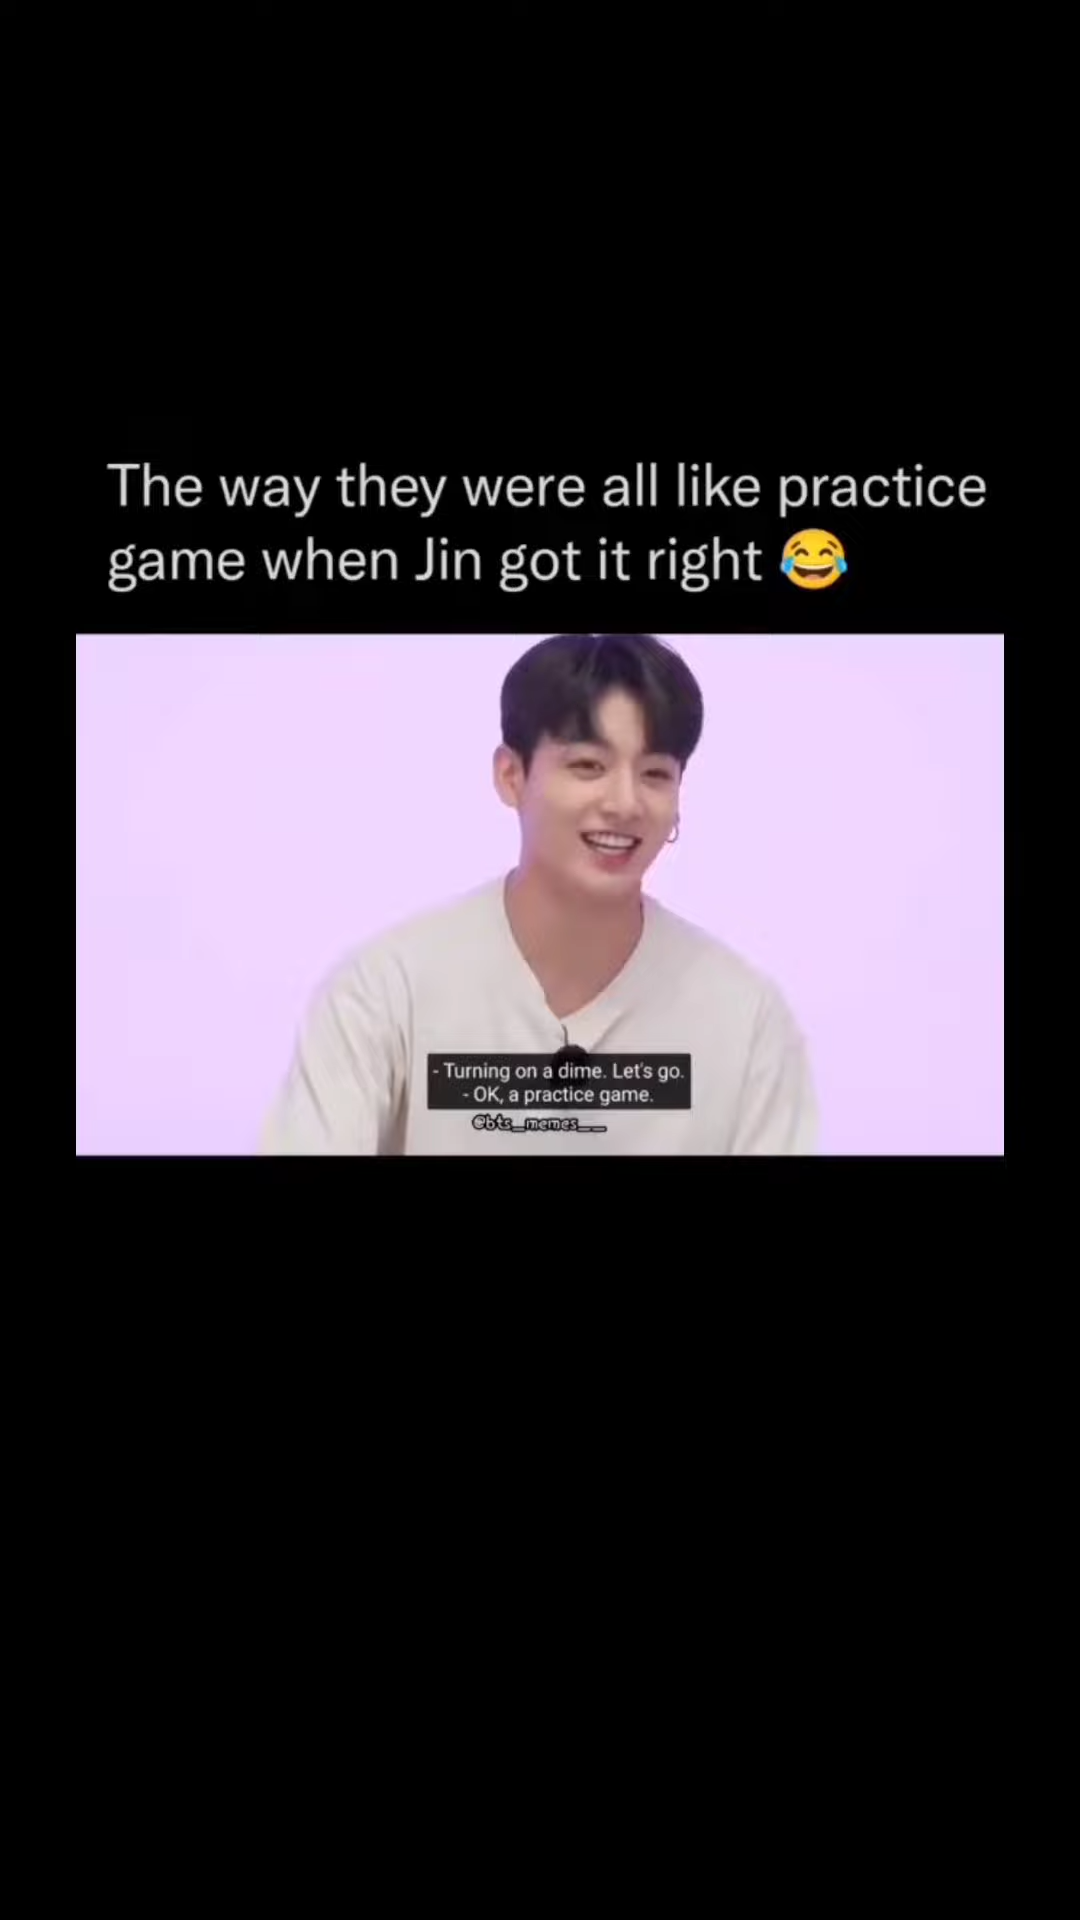 The way they were all like practice
game when Jin got it right 😂
- Turning on a dime. Let's go.
- OK, a practice game.
@bts_memes__